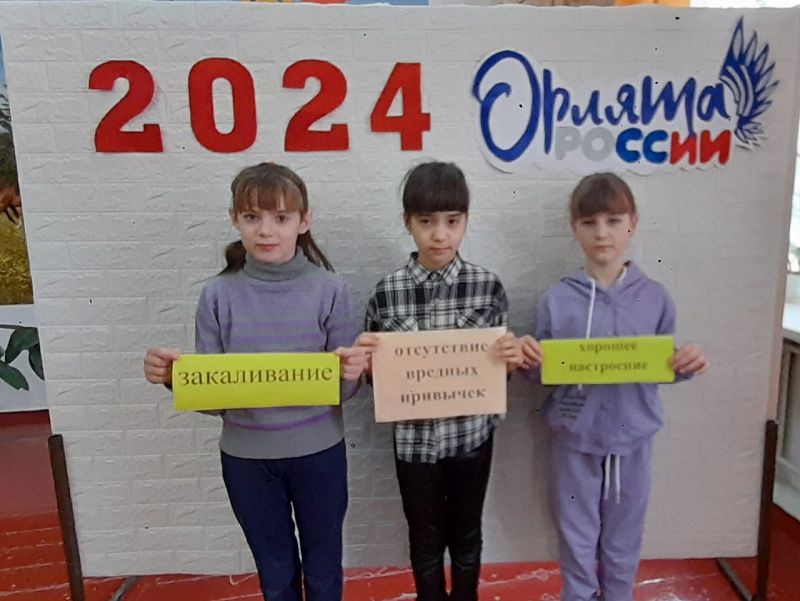 2024
Орлята
РОССИИ
закаливание
отсутствие
вредных
привычек
хорошее
настроение